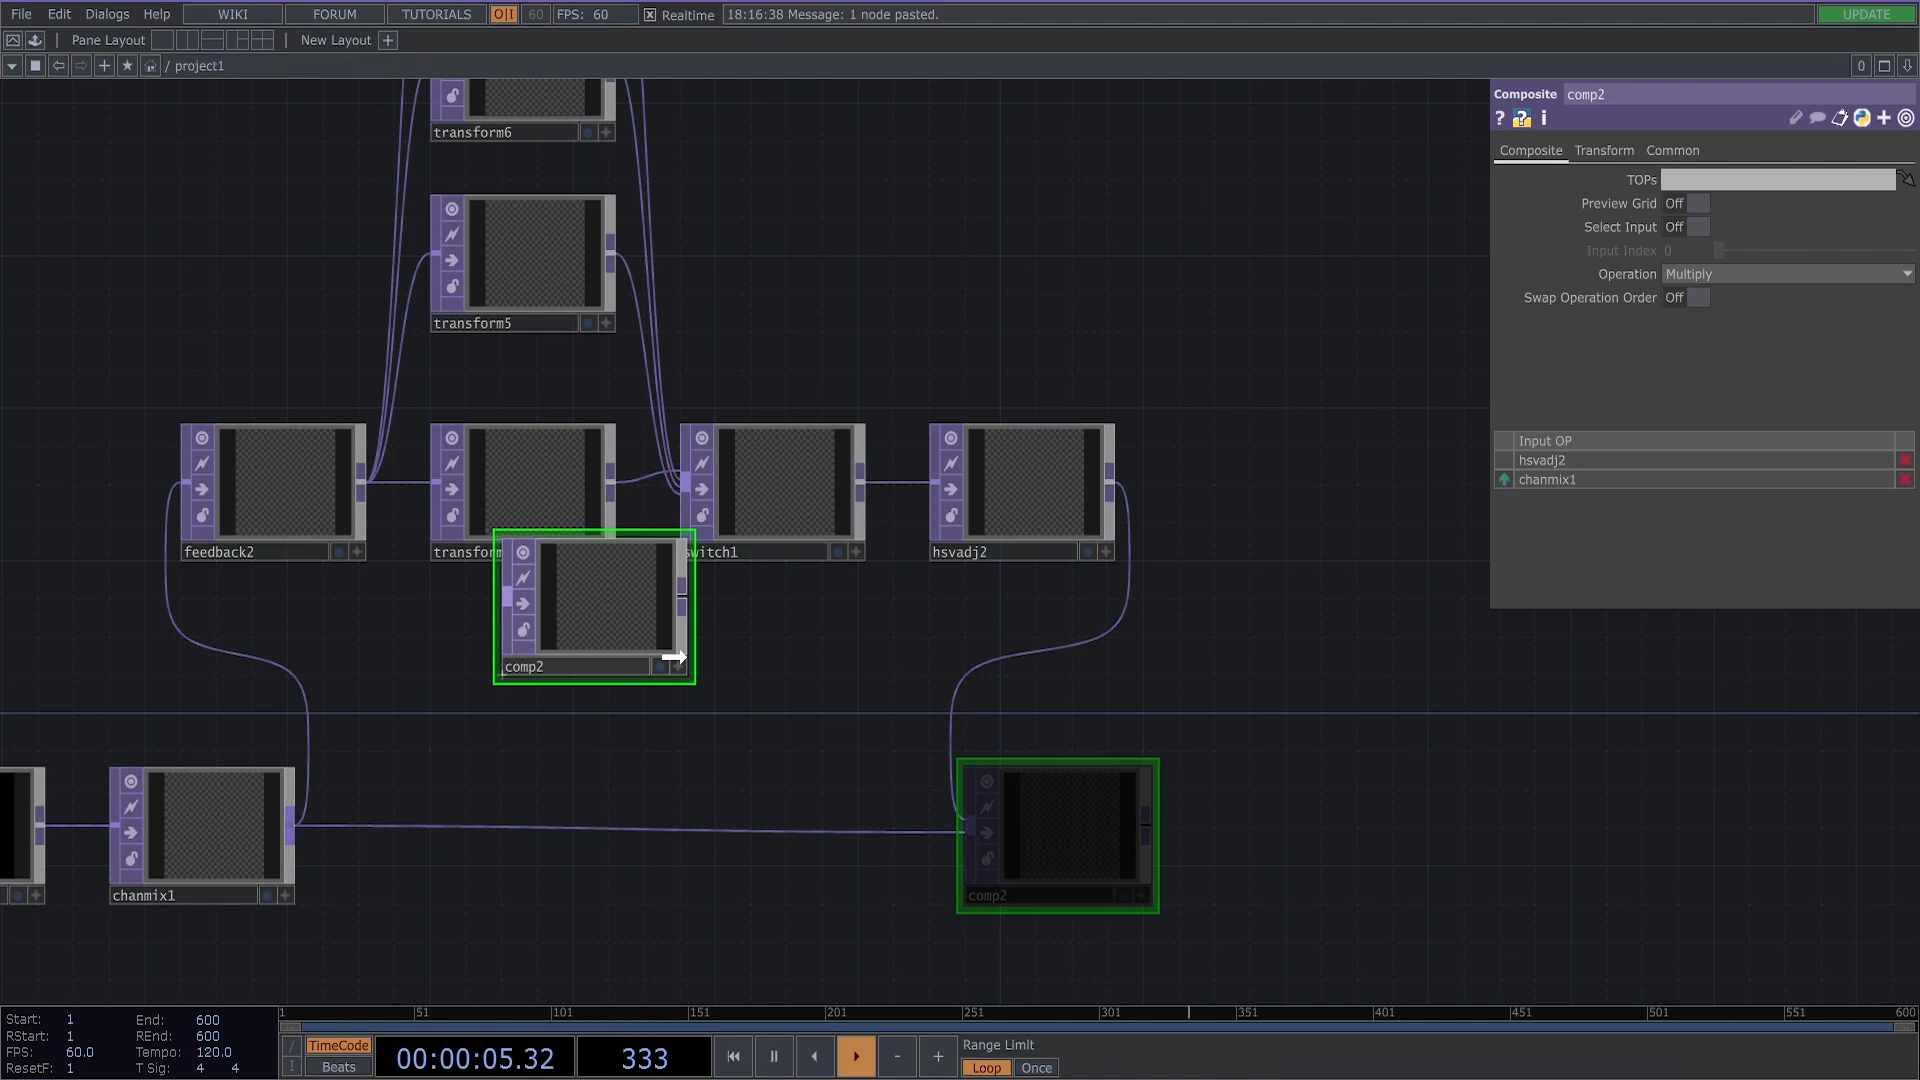 File Edit Dialogs Help WIKI FORUM TUTORIALS O|I 60 FPS: 60 Realtime 18:16:38 Message: 1 node pasted. UPDATE
Pane Layout New Layout +
/ project1 0
transform6
transform5
feedback2
transform
switch1
hsvadj2
comp2
chanmix1
comp2
Composite comp2
? ? i
Composite Transform Common
TOPs
Preview Grid Off
Select Input Off
Input Index 0
Operation Multiply
Swap Operation Order Off
Input OP
hsvadj2
chanmix1
1 51 101 151 201 251 301 351 401 451 501 551 600
Start: 1 End: 600
RStart: 1 REnd: 600
FPS: 60.0 Tempo: 120.0
ResetF: 1 T Sig: 4 4
/ TimeCode
I Beats
00:00:05.32 333
- +
Range Limit
Loop Once